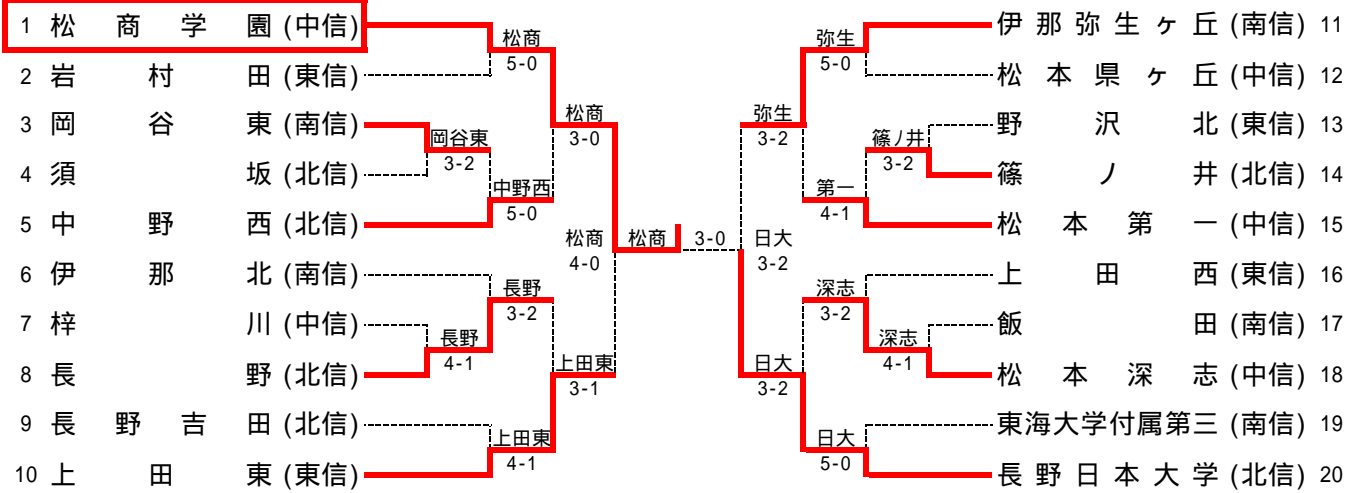 1 松商学園 (中信)
2 岩村田 (東信)
3 岡谷東 (南信)
4 須坂 (北信)
5 中野西 (北信)
6 伊那北 (南信)
7 梓川 (中信)
8 長野 (北信)
9 長野吉田 (北信)
10 上田東 (東信)
松商
5-0
岡谷東
3-2
中野西
5-0
長野
3-2
長野
4-1
上田東
4-1
松商
3-0
上田東
3-1
松商
4-0
松商
3-0
日大
3-2
弥生
3-2
日大
3-2
弥生
5-0
篠ノ井
3-2
第一
4-1
深志
3-2
深志
4-1
日大
5-0
伊那弥生ヶ丘 (南信) 11
松本県ヶ丘 (中信) 12
野沢北 (東信) 13
篠ノ井 (北信) 14
松本第一 (中信) 15
上田西 (東信) 16
飯田 (南信) 17
松本深志 (中信) 18
東海大学付属第三 (南信) 19
長野日本大学 (北信) 20